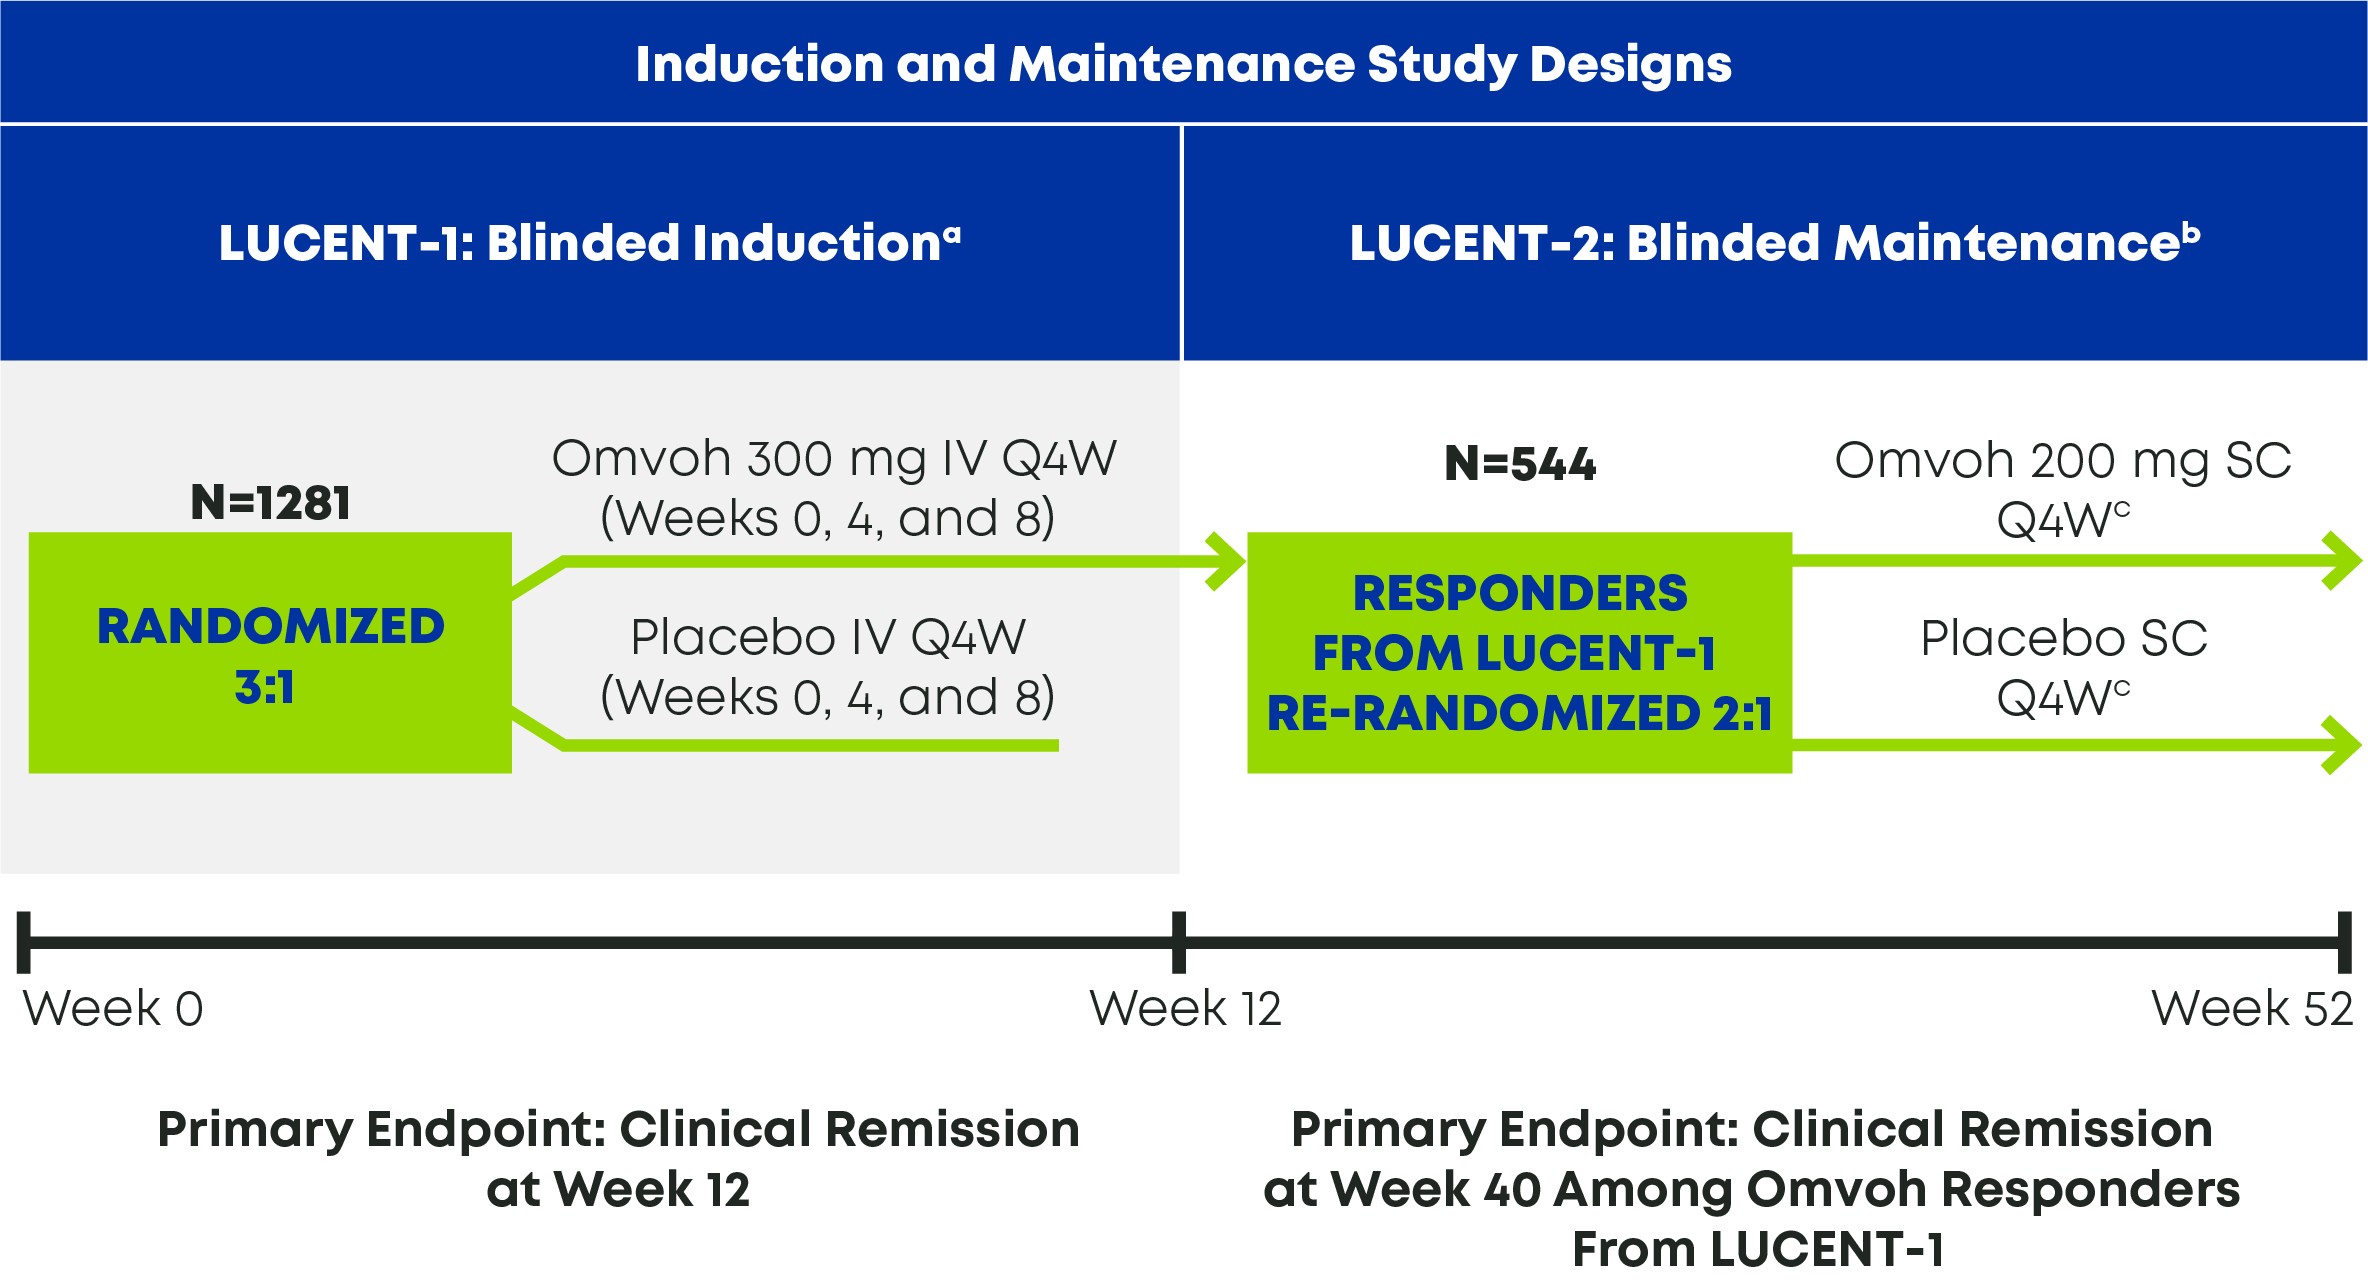 Induction and Maintenance Study Designs
LUCENT-1: Blinded Inductionᵃ
LUCENT-2: Blinded Maintenanceᵇ
N=1281
RANDOMIZED
3:1
Omvoh 300 mg IV Q4W
(Weeks 0, 4, and 8)
Placebo IV Q4W
(Weeks 0, 4, and 8)
N=544
RESPONDERS
FROM LUCENT-1
RE-RANDOMIZED 2:1
Omvoh 200 mg SC
Q4Wᶜ
Placebo SC
Q4Wᶜ
Week 0
Week 12
Week 52
Primary Endpoint: Clinical Remission
at Week 12
Primary Endpoint: Clinical Remission
at Week 40 Among Omvoh Responders
From LUCENT-1